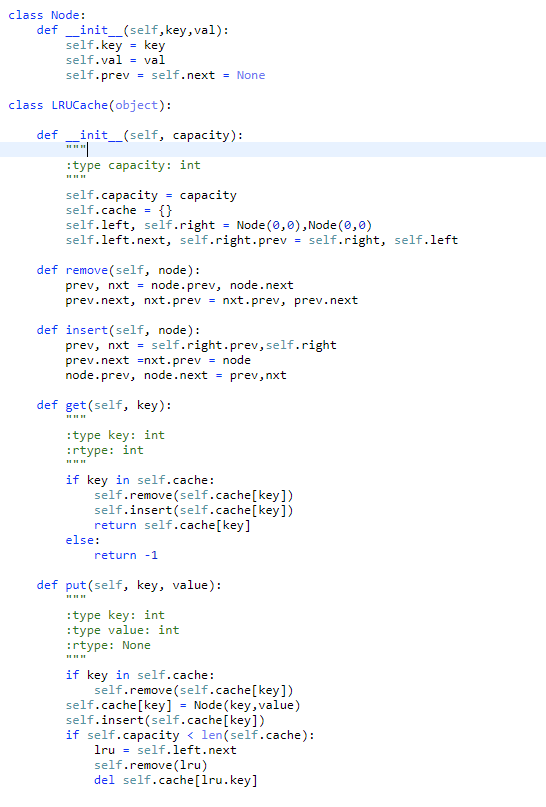 class Node:
    def __init__(self,key,val):
        self.key = key
        self.val = val
        self.prev = self.next = None

class LRUCache(object):

    def __init__(self, capacity):
        """
        :type capacity: int
        """
        self.capacity = capacity
        self.cache = {}
        self.left, self.right = Node(0,0),Node(0,0)
        self.left.next, self.right.prev = self.right, self.left

    def remove(self, node):
        prev, nxt = node.prev, node.next
        prev.next, nxt.prev = nxt.prev, prev.next

    def insert(self, node):
        prev, nxt = self.right.prev,self.right
        prev.next =nxt.prev = node
        node.prev, node.next = prev,nxt

    def get(self, key):
        """
        :type key: int
        :rtype: int
        """
        if key in self.cache:
            self.remove(self.cache[key])
            self.insert(self.cache[key])
            return self.cache[key]
        else:
            return -1

    def put(self, key, value):
        """
        :type key: int
        :type value: int
        :rtype: None
        """
        if key in self.cache:
            self.remove(self.cache[key])
        self.cache[key] = Node(key,value)
        self.insert(self.cache[key])
        if self.capacity < len(self.cache):
            lru = self.left.next
            self.remove(lru)
            del self.cache[lru.key]